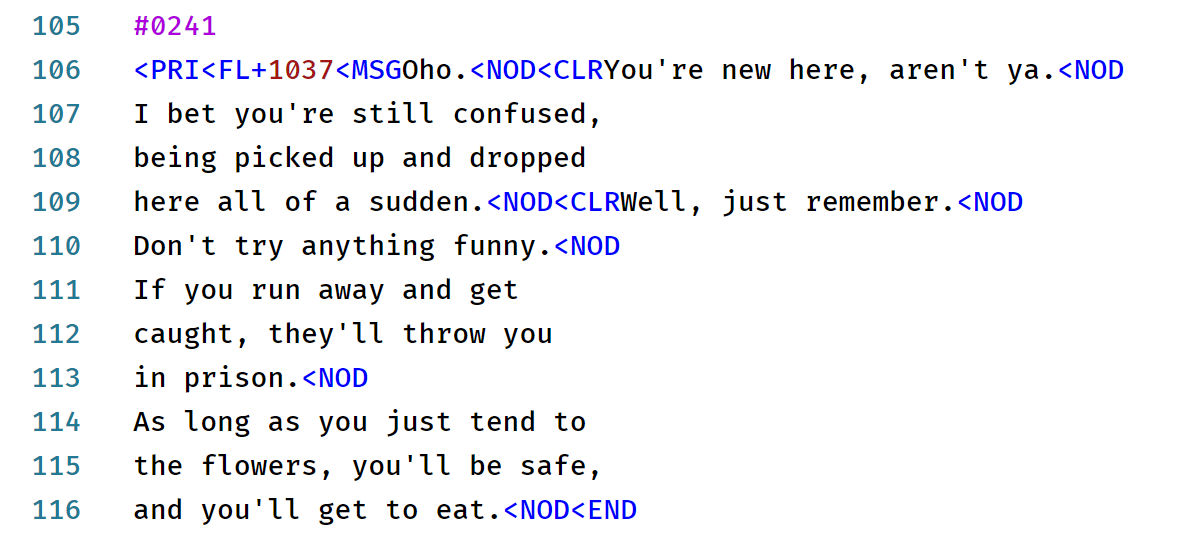 105 #0241
106 <PRI<FL+1037<MSGOho.<NOD<CLRYou're new here, aren't ya.<NOD
107 I bet you're still confused,
108 being picked up and dropped
109 here all of a sudden.<NOD<CLRWell, just remember.<NOD
110 Don't try anything funny.<NOD
111 If you run away and get
112 caught, they'll throw you
113 in prison.<NOD
114 As long as you just tend to
115 the flowers, you'll be safe,
116 and you'll get to eat.<NOD<END